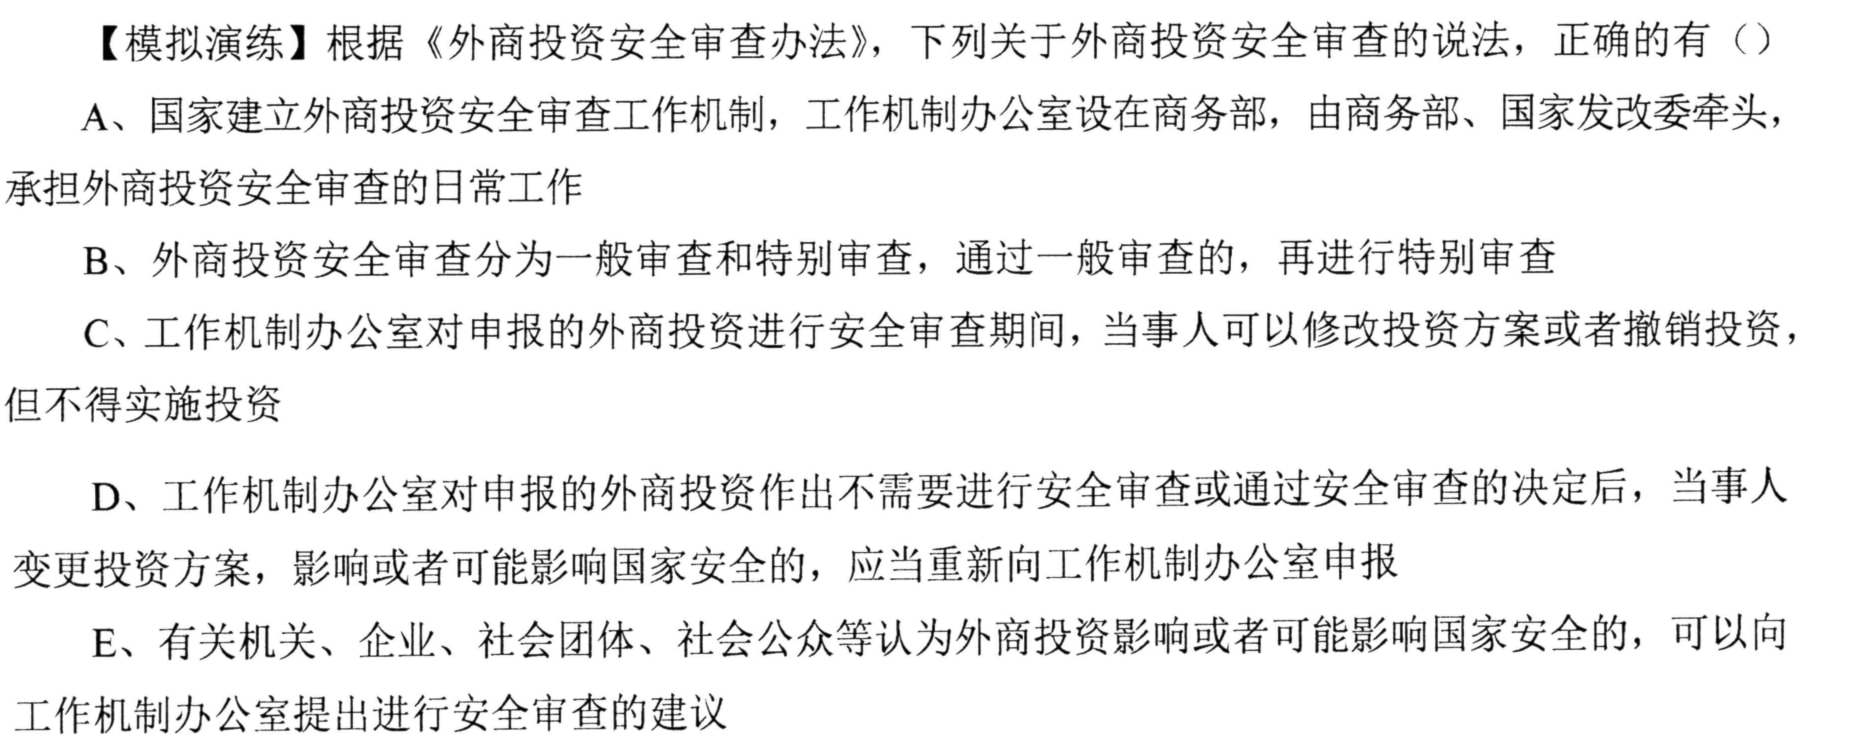 【模拟演练】根据《外商投资安全审查办法》，下列关于外商投资安全审查的说法，正确的有（）
A、国家建立外商投资安全审查工作机制，工作机制办公室设在商务部，由商务部、国家发改委牵头，
承担外商投资安全审查的日常工作
B、外商投资安全审查分为一般审查和特别审查，通过一般审查的，再进行特别审查
C、工作机制办公室对申报的外商投资进行安全审查期间，当事人可以修改投资方案或者撤销投资，
但不得实施投资
D、工作机制办公室对申报的外商投资作出不需要进行安全审查或通过安全审查的决定后，当事人
变更投资方案，影响或者可能影响国家安全的，应当重新向工作机制办公室申报
E、有关机关、企业、社会团体、社会公众等认为外商投资影响或者可能影响国家安全的，可以向
工作机制办公室提出进行安全审查的建议